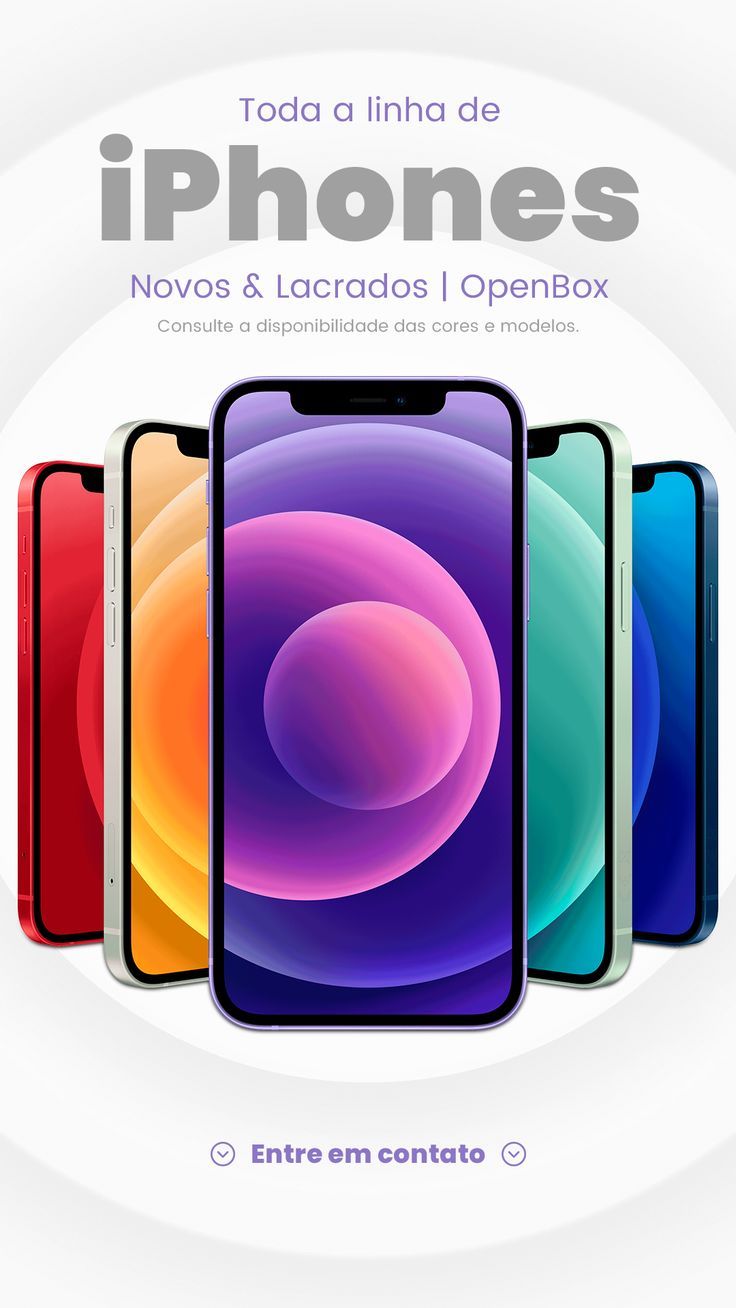 Toda a linha de
iPhones
Novos & Lacrados | OpenBox
Consulte a disponibilidade das cores e modelos.
Entre em contato